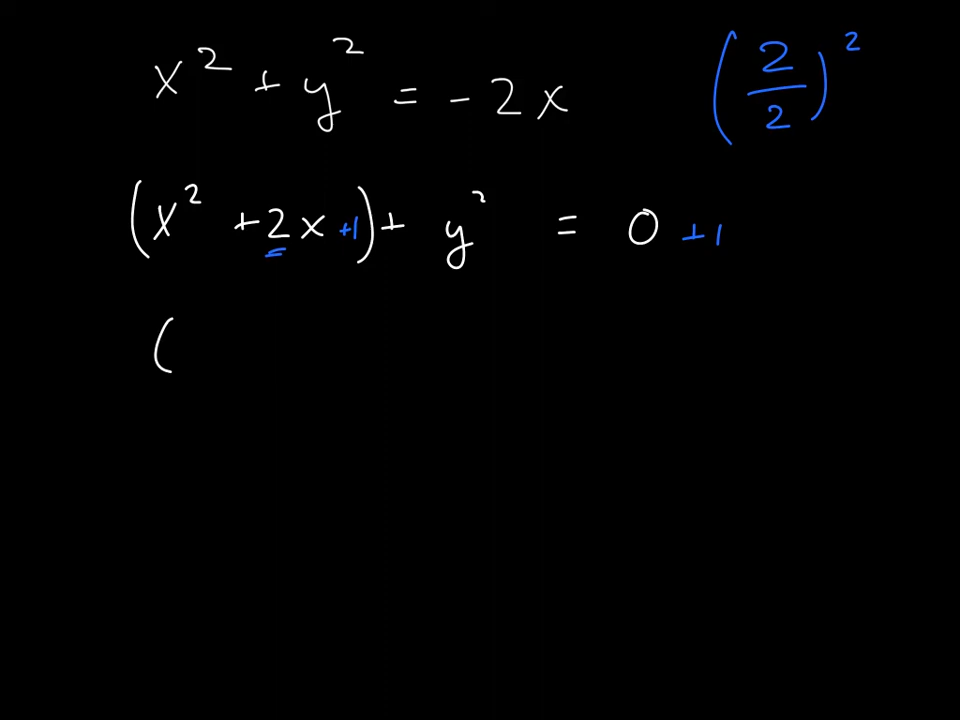 x² + y² = - 2x (2/2)²
(x² + 2x +1) + y² = 0 +1
(